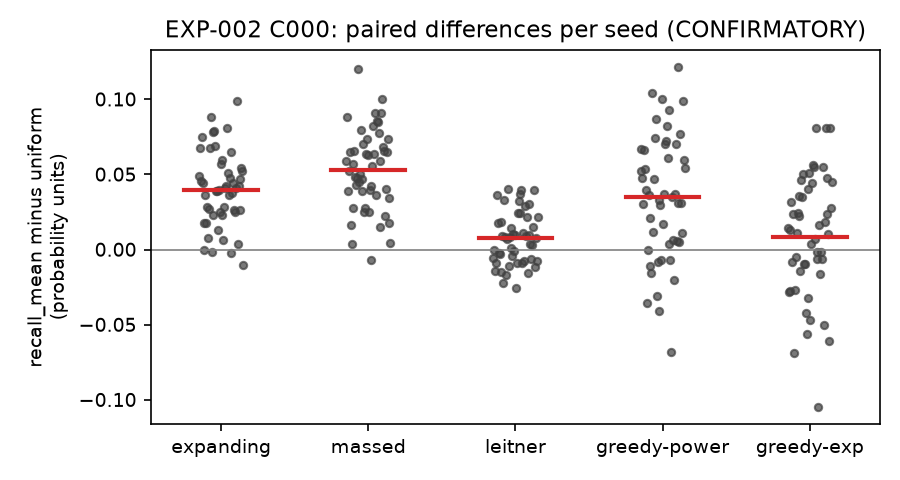 EXP-002 C000: paired differences per seed (CONFIRMATORY)
recall_mean minus uniform
(probability units)
0.10
0.05
0.00
−0.05
−0.10
expanding
massed
leitner
greedy-power
greedy-exp